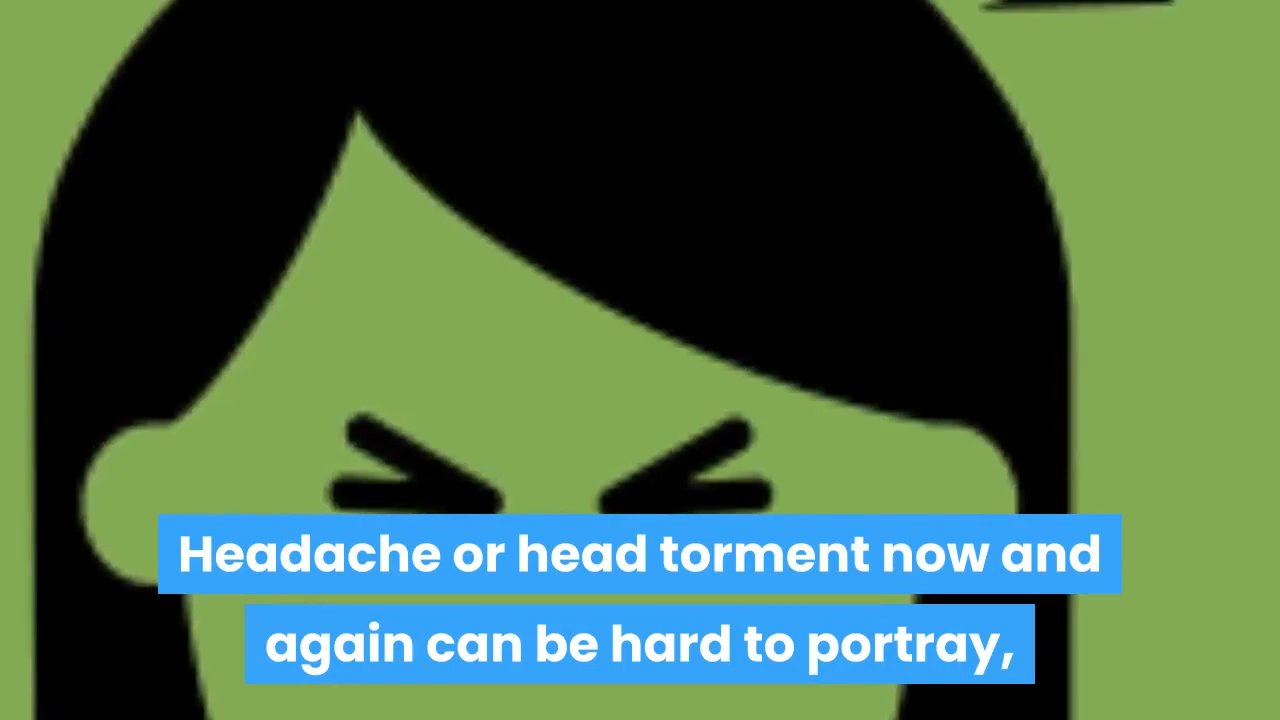 Headache or head torment now and
again can be hard to portray,